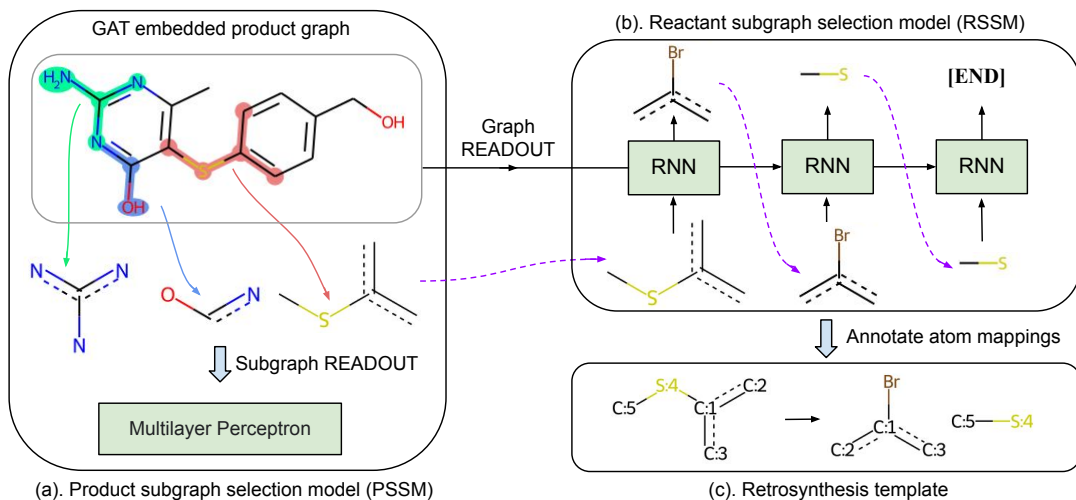 GAT embedded product graph
H₂N
N
N
OH
S
OH
N
N
N
O
N
S
Subgraph READOUT
Multilayer Perceptron
(a). Product subgraph selection model (PSSM)
Graph
READOUT
(b). Reactant subgraph selection model (RSSM)
Br
S
[END]
RNN
RNN
RNN
S
Br
S
Annotate atom mappings
C:5
S:4
C:1
C:2
C:3
Br
C:1
C:2
C:3
C:5
S:4
(c). Retrosynthesis template